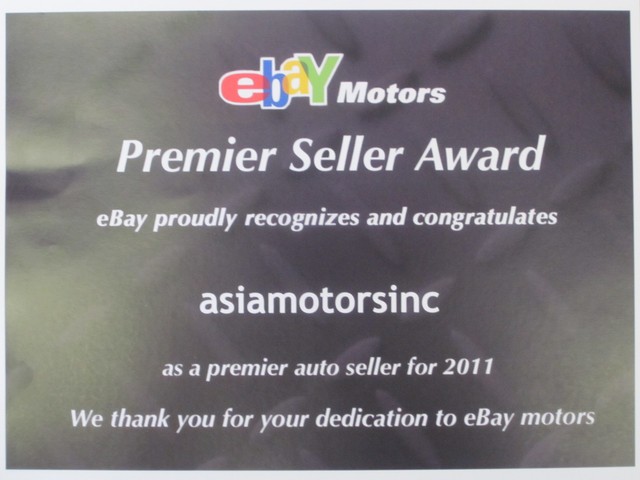 ebaY Motors
Premier Seller Award
eBay proudly recognizes and congratulates
asiamotorsinc
as a premier auto seller for 2011
We thank you for your dedication to eBay motors